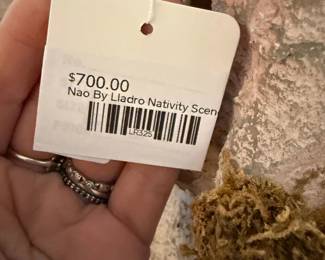 $700.00
Nao By Lladro Nativity Scen
LR325